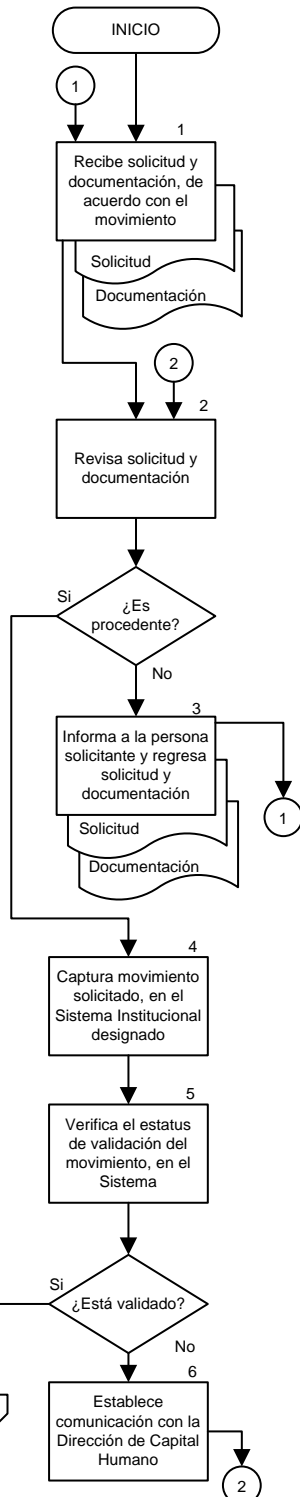 INICIO
1
1
Recibe solicitud y
documentación, de
acuerdo con el
movimiento
Solicitud
Documentación
2
2
Revisa solicitud y
documentación
Si
¿Es
procedente?
No
3
Informa a la persona
solicitante y regresa
solicitud y
documentación
Solicitud
Documentación
1
4
Captura movimiento
solicitado, en el
Sistema Institucional
designado
5
Verifica el estatus
de validación del
movimiento, en el
Sistema
Si
¿Está validado?
No
6
Establece
comunicación con la
Dirección de Capital
Humano
2